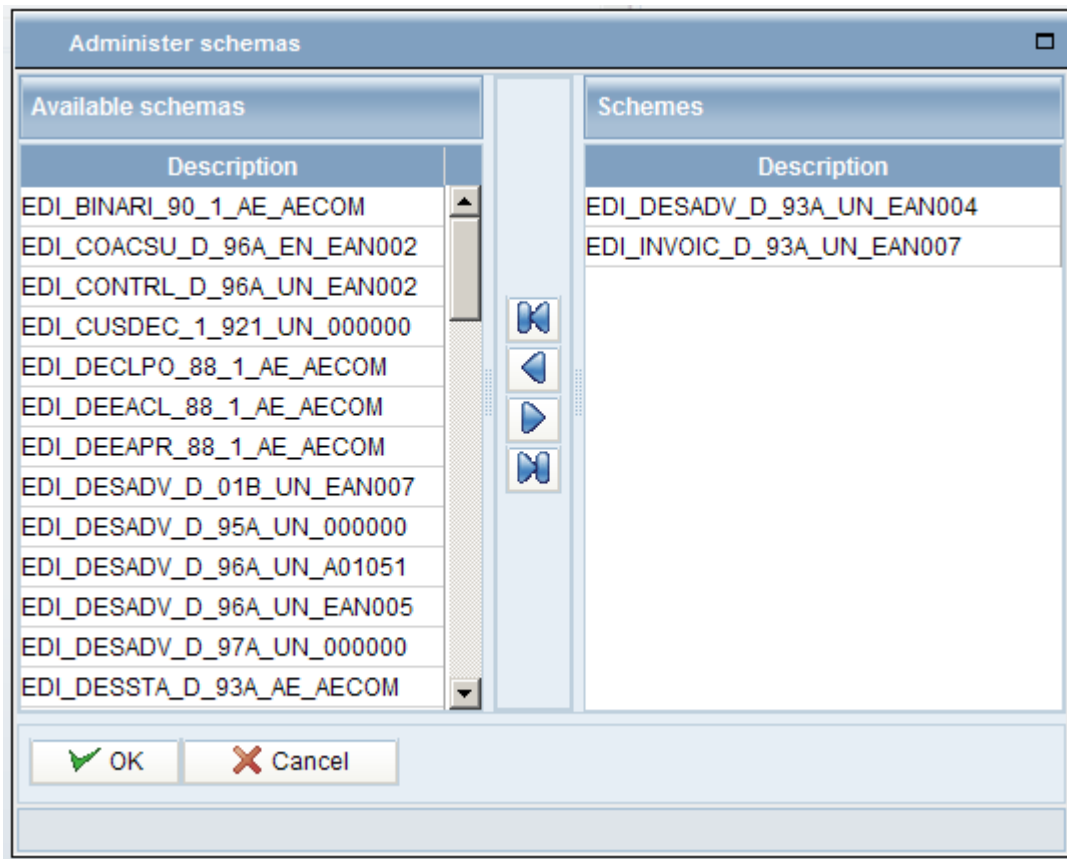 Administer schemas
Available schemas
Description
EDI_BINARI_90_1_AE_AECOM
EDI_COACSU_D_96A_EN_EAN002
EDI_CONTRL_D_96A_UN_EAN002
EDI_CUSDEC_1_921_UN_000000
EDI_DECLPO_88_1_AE_AECOM
EDI_DEEACL_88_1_AE_AECOM
EDI_DEEAPR_88_1_AE_AECOM
EDI_DESADV_D_01B_UN_EAN007
EDI_DESADV_D_95A_UN_000000
EDI_DESADV_D_96A_UN_A01051
EDI_DESADV_D_96A_UN_EAN005
EDI_DESADV_D_97A_UN_000000
EDI_DESSTA_D_93A_AE_AECOM
Schemes
Description
EDI_DESADV_D_93A_UN_EAN004
EDI_INVOIC_D_93A_UN_EAN007
OK
Cancel